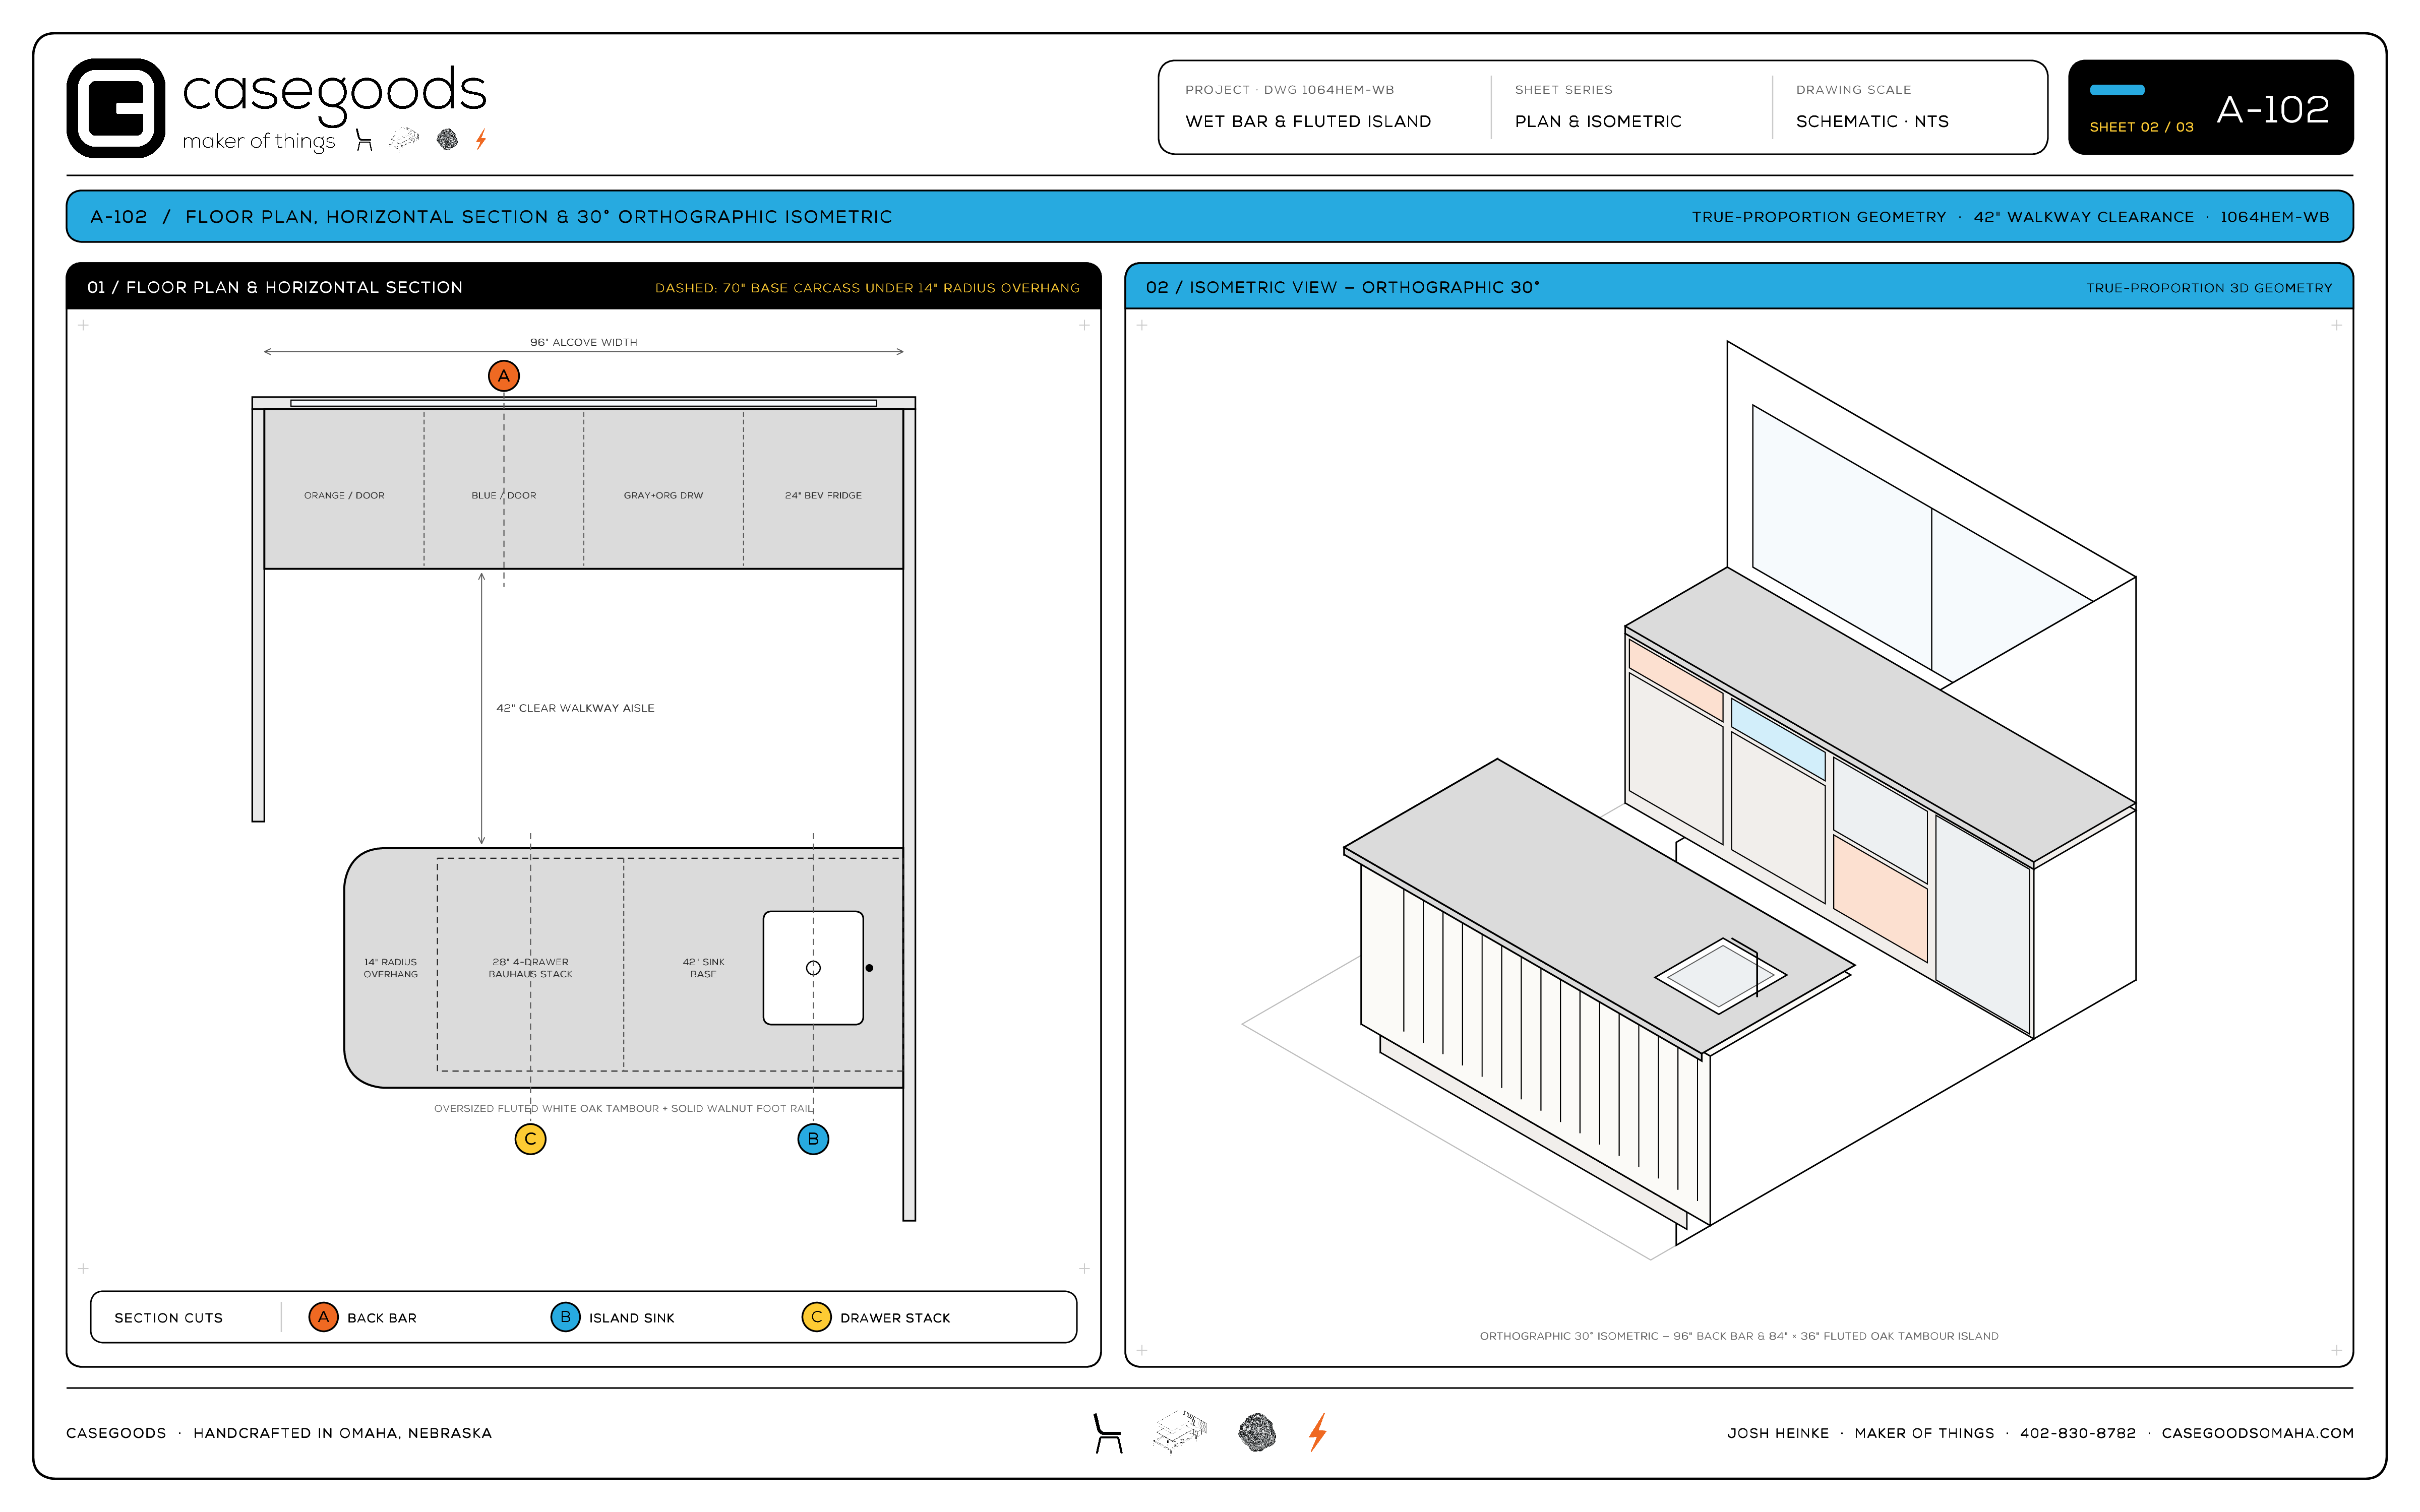 casegoods
maker of things
PROJECT · DWG 1064HEM-WB
WET BAR & FLUTED ISLAND
SHEET SERIES
PLAN & ISOMETRIC
DRAWING SCALE
SCHEMATIC · NTS
SHEET 02 / 03
A-102
A-102 / FLOOR PLAN, HORIZONTAL SECTION & 30° ORTHOGRAPHIC ISOMETRIC
TRUE-PROPORTION GEOMETRY · 42" WALKWAY CLEARANCE · 1064HEM-WB
01 / FLOOR PLAN & HORIZONTAL SECTION
DASHED: 70" BASE CARCASS UNDER 14" RADIUS OVERHANG
96" ALCOVE WIDTH
A
ORANGE / DOOR
BLUE / DOOR
GRAY+ORG DRW
24" BEV FRIDGE
42" CLEAR WALKWAY AISLE
14" RADIUS
OVERHANG
28" 4-DRAWER
BAUHAUS STACK
42" SINK
BASE
OVERSIZED FLUTED WHITE OAK TAMBOUR + SOLID WALNUT FOOT RAIL
C
B
SECTION CUTS
A BACK BAR
B ISLAND SINK
C DRAWER STACK
02 / ISOMETRIC VIEW – ORTHOGRAPHIC 30°
TRUE-PROPORTION 3D GEOMETRY
ORTHOGRAPHIC 30° ISOMETRIC – 96" BACK BAR & 84" × 36" FLUTED OAK TAMBOUR ISLAND
CASEGOODS · HANDCRAFTED IN OMAHA, NEBRASKA
JOSH HEINKE · MAKER OF THINGS · 402-830-8782 · CASEGOODSOMAHA.COM